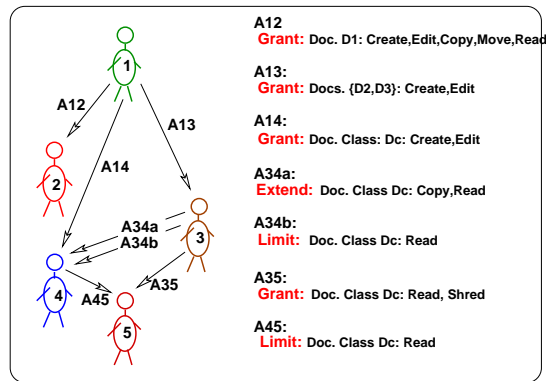 1
A12
A13
A14
2
A34a
A34b
3
4
A45
A35
5
A12
Grant: Doc. D1: Create,Edit,Copy,Move,Read
A13:
Grant: Docs. {D2,D3}: Create,Edit
A14:
Grant: Doc. Class: Dc: Create,Edit
A34a:
Extend: Doc. Class Dc: Copy,Read
A34b:
Limit: Doc. Class Dc: Read
A35:
Grant: Doc. Class Dc: Read, Shred
A45:
Limit: Doc. Class Dc: Read